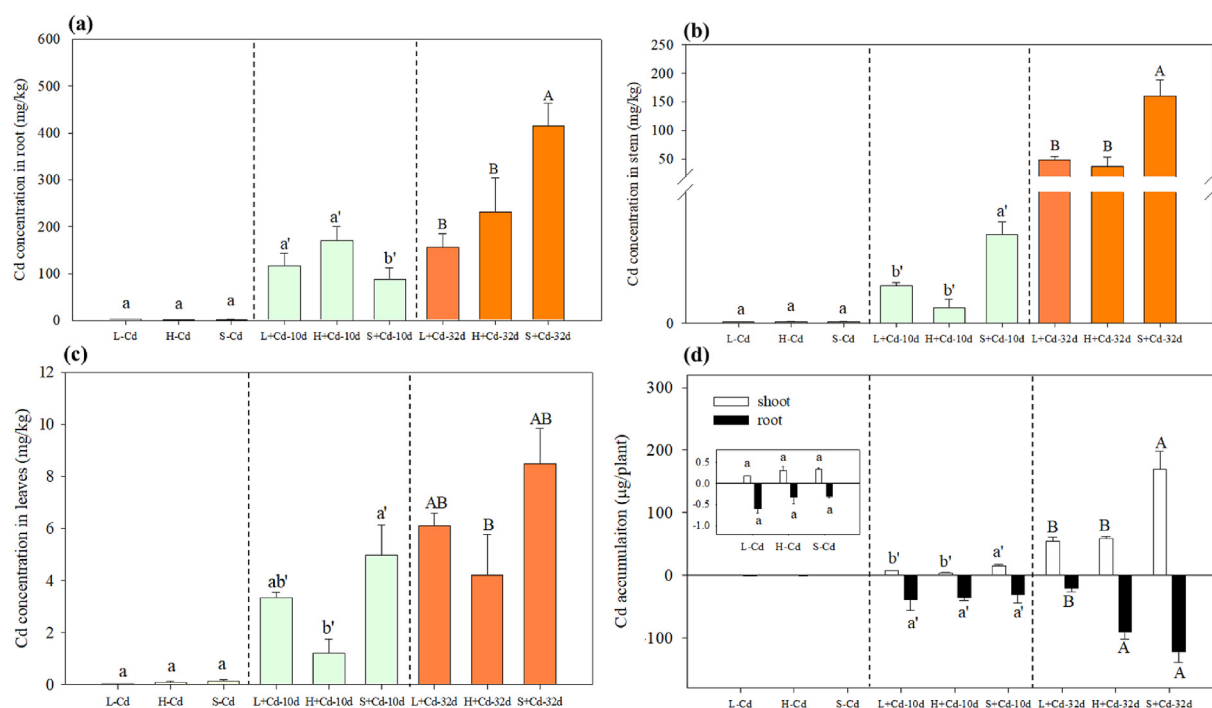 (a)
Cd concentration in root (mg/kg)
600
500
400
300
200
100
0
a
a
a
a'
a'
b'
B
B
A
L-Cd H-Cd S-Cd L+Cd-10d H+Cd-10d S+Cd-10d L+Cd-32d H+Cd-32d S+Cd-32d
(b)
Cd concentration in stem (mg/kg)
250
200
150
100
50
0
a
a
a
b'
b'
a'
B
B
A
L-Cd H-Cd S-Cd L+Cd-10d H+Cd-10d S+Cd-10d L+Cd-32d H+Cd-32d S+Cd-32d
(c)
Cd concentration in leaves (mg/kg)
12
10
8
6
4
2
0
a
a
a
ab'
b'
a'
AB
B
AB
L-Cd H-Cd S-Cd L+Cd-10d H+Cd-10d S+Cd-10d L+Cd-32d H+Cd-32d S+Cd-32d
(d)
Cd accumulaiton (μg/plant)
300
200
100
0
100
shoot
root
0.5
0.0
-0.5
-1.0
a a a
a a a
L-Cd H-Cd S-Cd
b' b' a' B B A
a' a' a' B A A
L-Cd H-Cd S-Cd L+Cd-10d H+Cd-10d S+Cd-10d L+Cd-32d H+Cd-32d S+Cd-32d